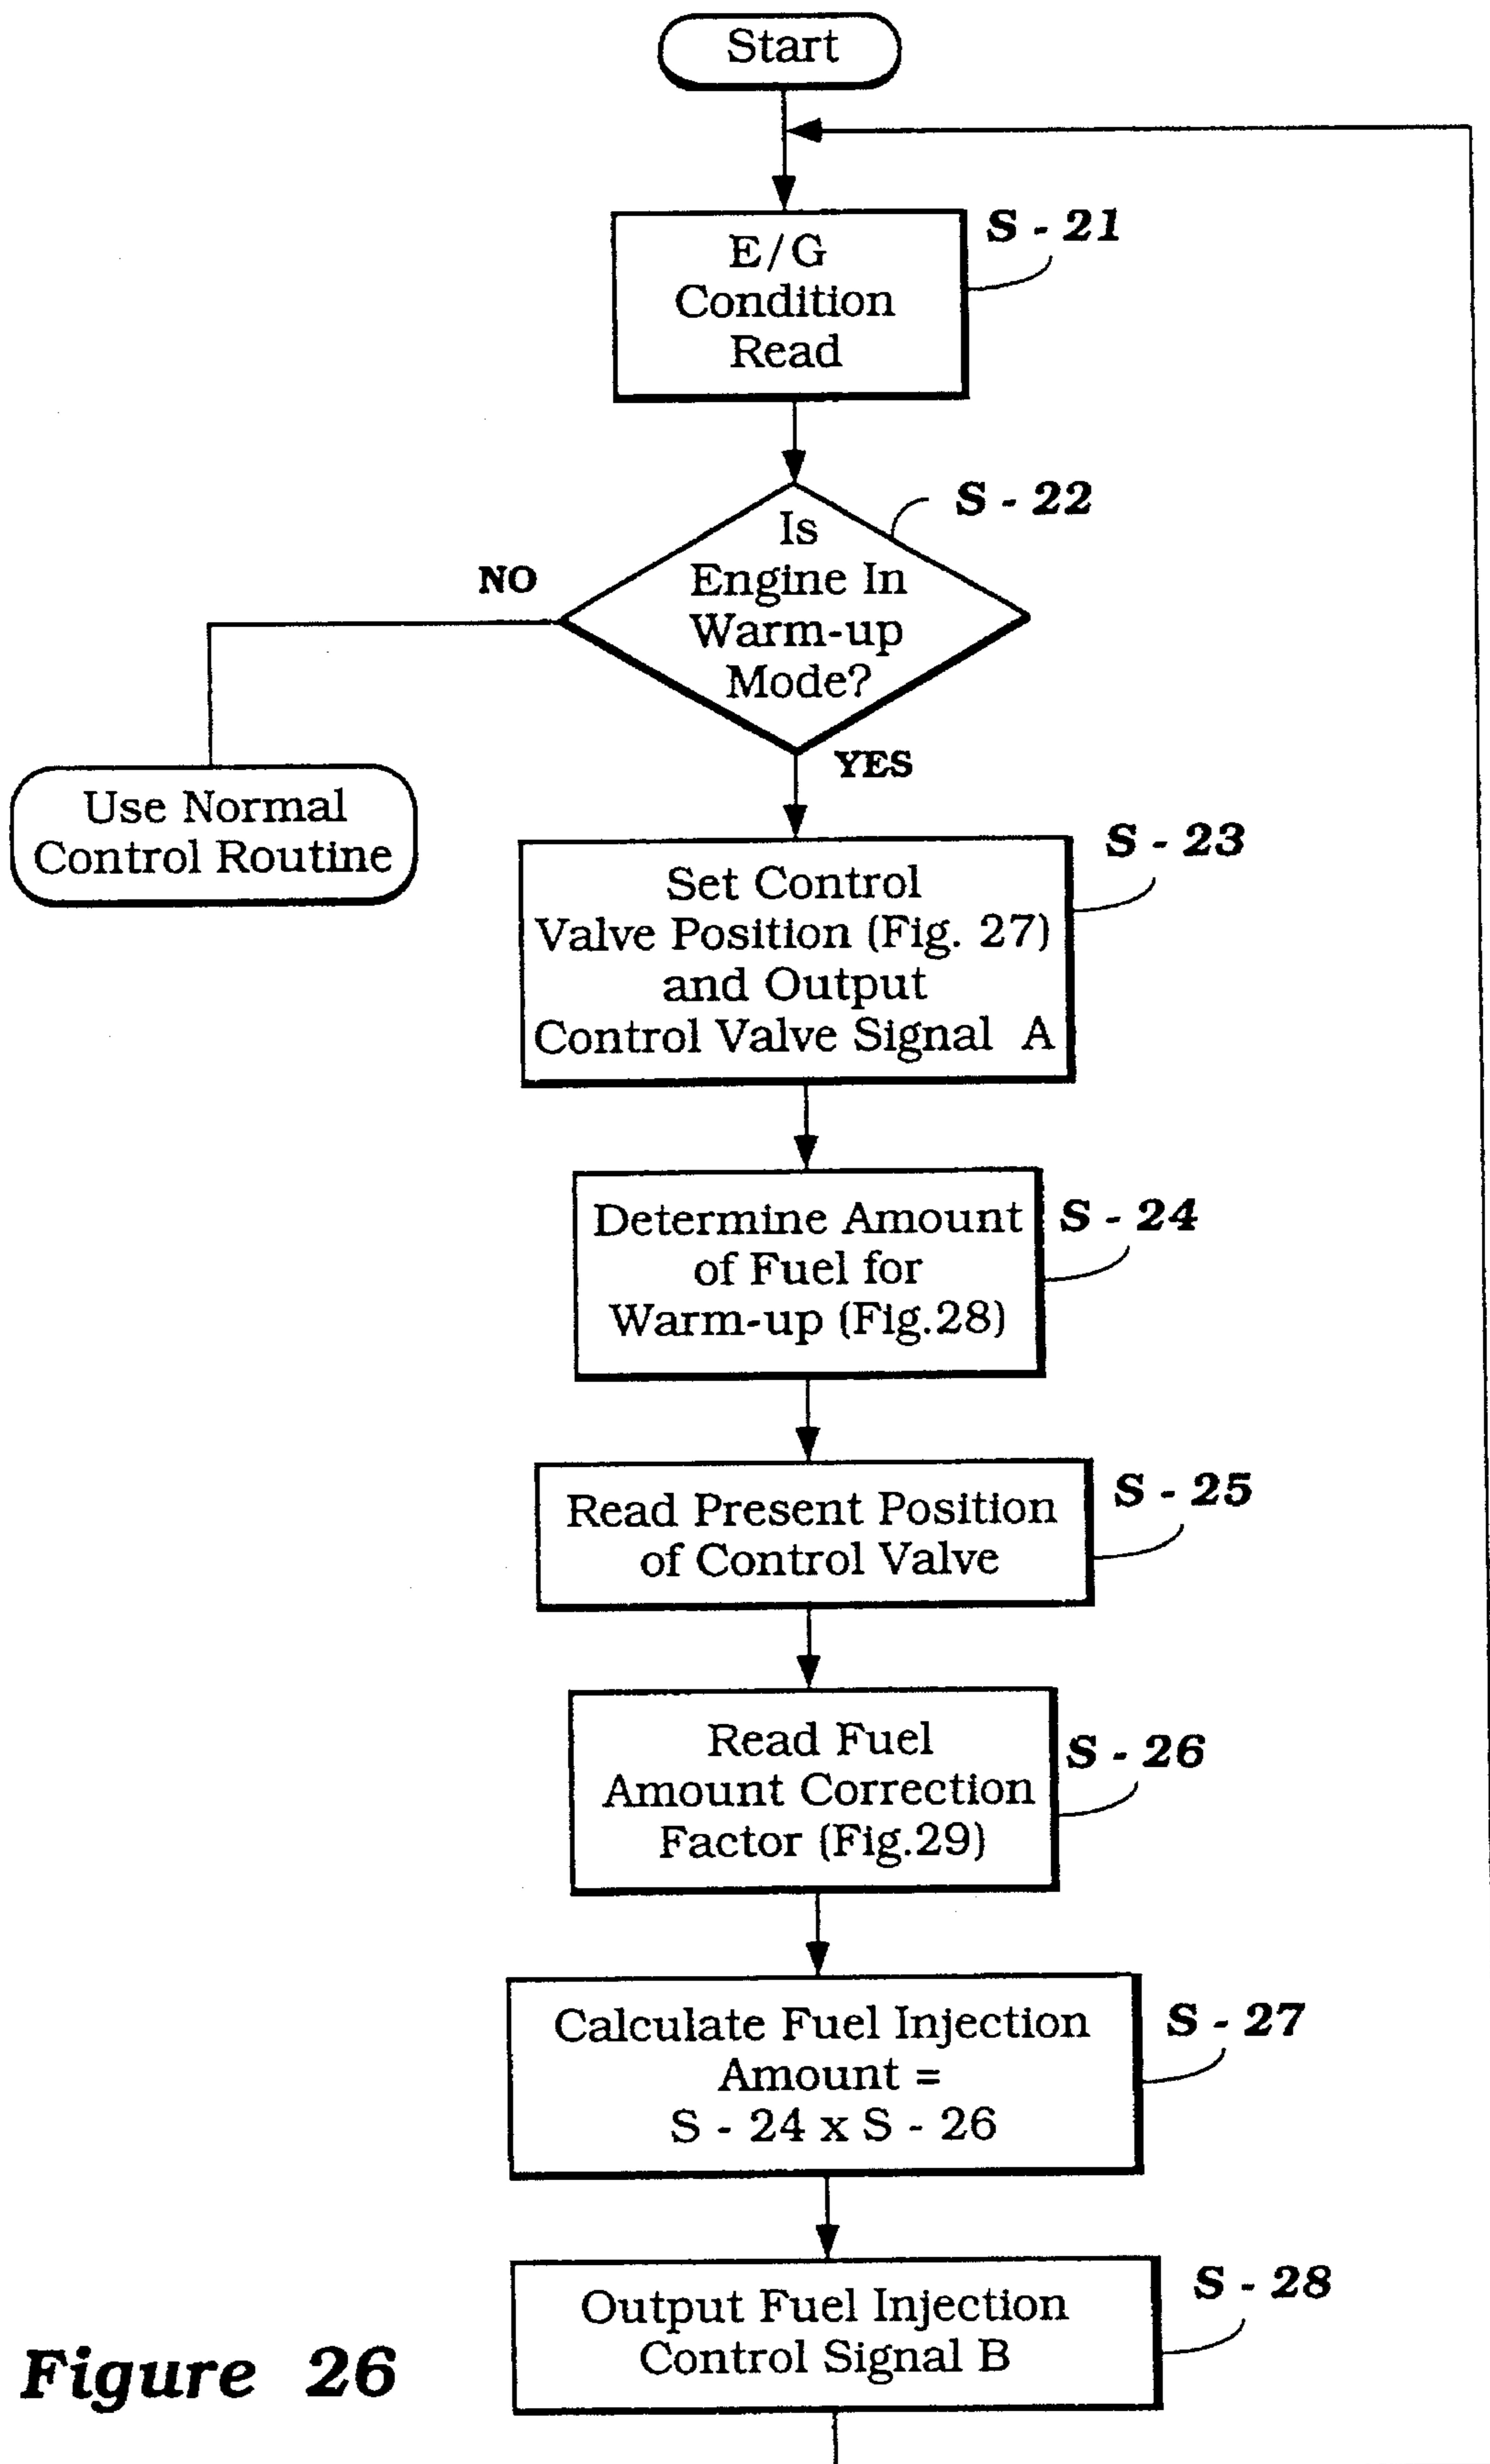 Start
S - 21
E/G
Condition
Read
S - 22
Is
Engine In
Warm-up
Mode?
NO
YES
Use Normal
Control Routine
S - 23
Set Control
Valve Position (Fig. 27)
and Output
Control Valve Signal A
S - 24
Determine Amount
of Fuel for
Warm-up (Fig.28)
S - 25
Read Present Position
of Control Valve
S - 26
Read Fuel
Amount Correction
Factor (Fig.29)
S - 27
Calculate Fuel Injection
Amount =
S - 24 x S - 26
S - 28
Output Fuel Injection
Control Signal B
Figure 26